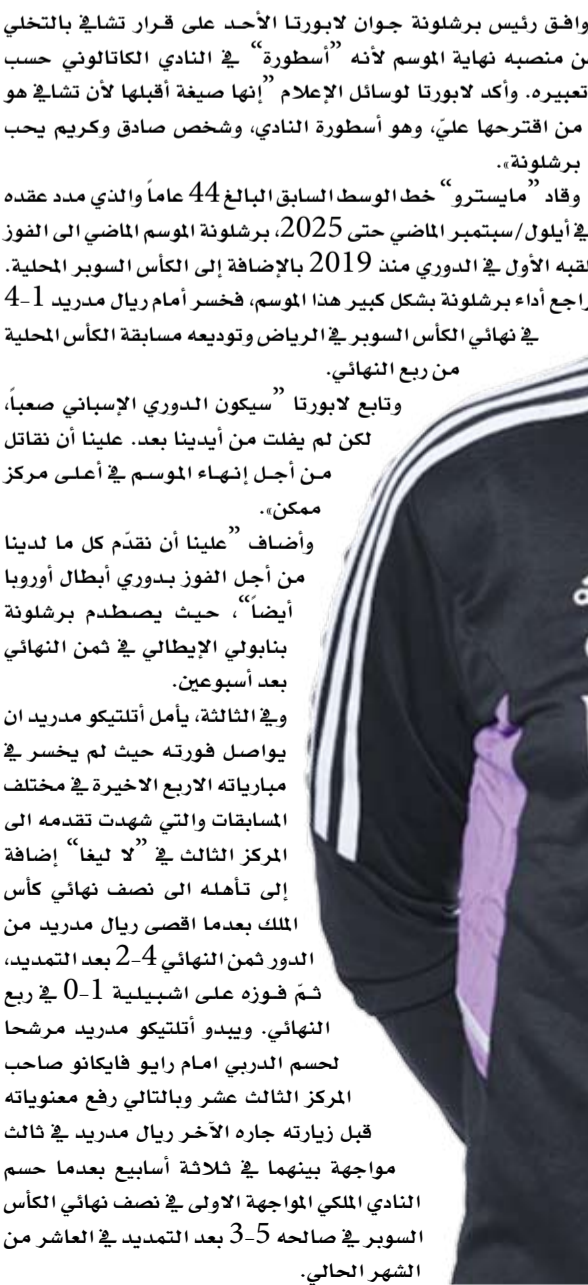 وافق رئيس برشلونة جوان لابورتا الأحد على قرار تشافي بالتخلي
ن منصبه نهاية الموسم لأنه ”أسطورة“ في النادي الكاتالوني حسب
تعبيره. وأكد لابورتا لوسائل الإعلام ”إنها صيغة أقبلها لأن تشافي هو
من اقترحها عليّ، وهو أسطورة النادي، وشخص صادق وكريم يحب
برشلونة«.
وقاد ”مايسترو“ خط الوسط السابق البالغ 44 عاماً والذي مدد عقده
في أيلول/سبتمبر الماضي حتى 2025، برشلونة الموسم الماضي الى الفوز
لقبه الأول في الدوري منذ 2019 بالإضافة إلى الكأس السوبر المحلية.
راجع أداء برشلونة بشكل كبير هذا الموسم، فخسر أمام ريال مدريد 1-4
في نهائي الكأس السوبر في الرياض وتوديعه مسابقة الكأس المحلية
من ربع النهائي.
وتابع لابورتا ”سيكون الدوري الإسباني صعباً،
لكن لم يفلت من أيدينا بعد. علينا أن نقاتل
من أجل إنهاء الموسم في أعلى مركز
ممكن«.
وأضاف ”علينا أن نقدّم كل ما لدينا
من أجل الفوز بدوري أبطال أوروبا
أيضاً“، حيث يصطدم برشلونة
بنابولي الإيطالي في ثمن النهائي
بعد أسبوعين.
وفي الثالثة، يأمل أتلتيكو مدريد ان
يواصل فورته حيث لم يخسر في
مبارياته الاربع الاخيرة في مختلف
المسابقات والتي شهدت تقدمه الى
المركز الثالث في ”لا ليغا“ إضافة
إلى تأهله الى نصف نهائي كأس
الملك بعدما اقصى ريال مدريد من
الدور ثمن النهائي 4-2 بعد التمديد،
ثمّ فوزه على اشبيلية 1-0 في ربع
النهائي. ويبدو أتلتيكو مدريد مرشحا
لحسم الدربي امام رايو فايكانو صاحب
المركز الثالث عشر وبالتالي رفع معنوياته
قبل زيارته جاره الآخر ريال مدريد في ثالث
مواجهة بينهما في ثلاثة أسابيع بعدما حسم
النادي الملكي المواجهة الاولى في نصف نهائي الكأس
السوبر في صالحه 5-3 بعد التمديد في العاشر من
الشهر الحالي.